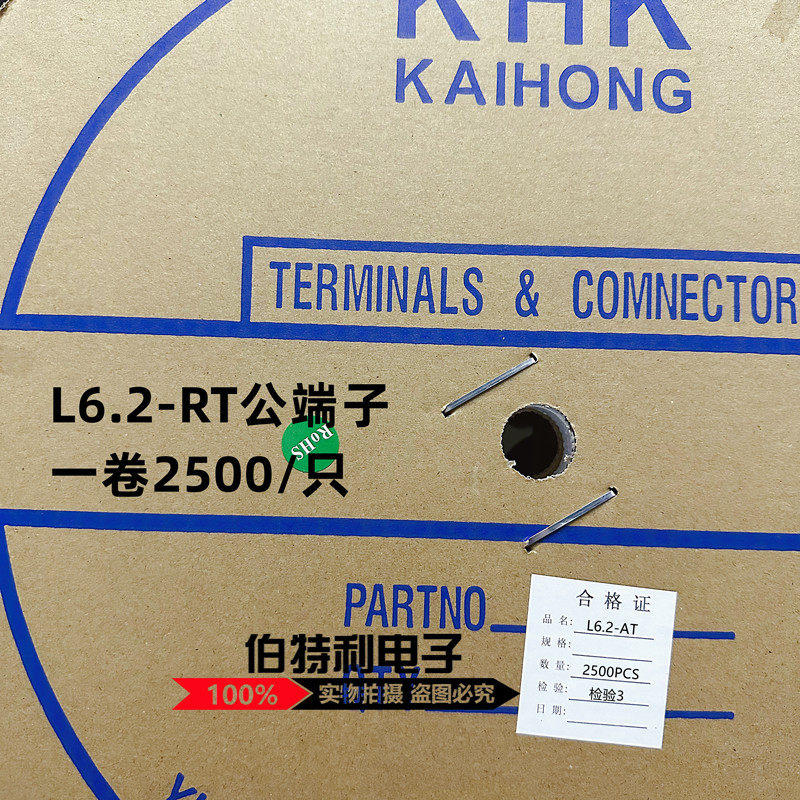 KHK
KAIHONG
TERMINALS & COMNECTOR
L6.2-RT公端子
RoHS
一卷2500/只
PARTNO
合格证
品名: L6.2-AT
规格:
数量: 2500PCS
检验: 检验3
日期:
伯特利电子
100% 实物拍摄 盗图必究